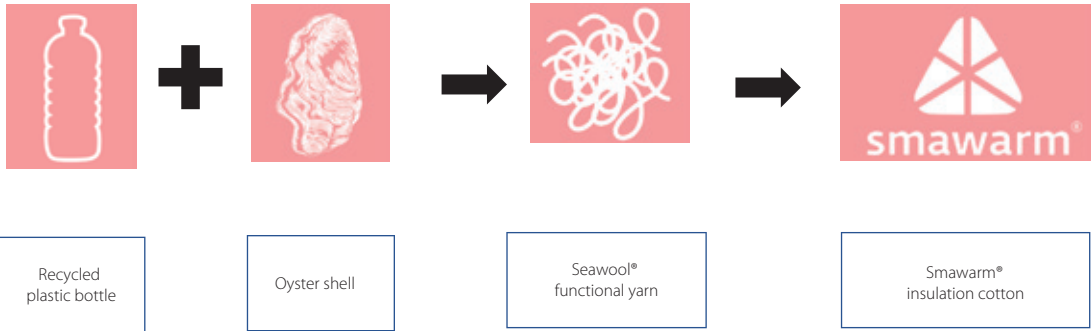 smawarm®
Recycled
plastic bottle
Oyster shell
Seawool®
functional yarn
Smawarm®
insulation cotton